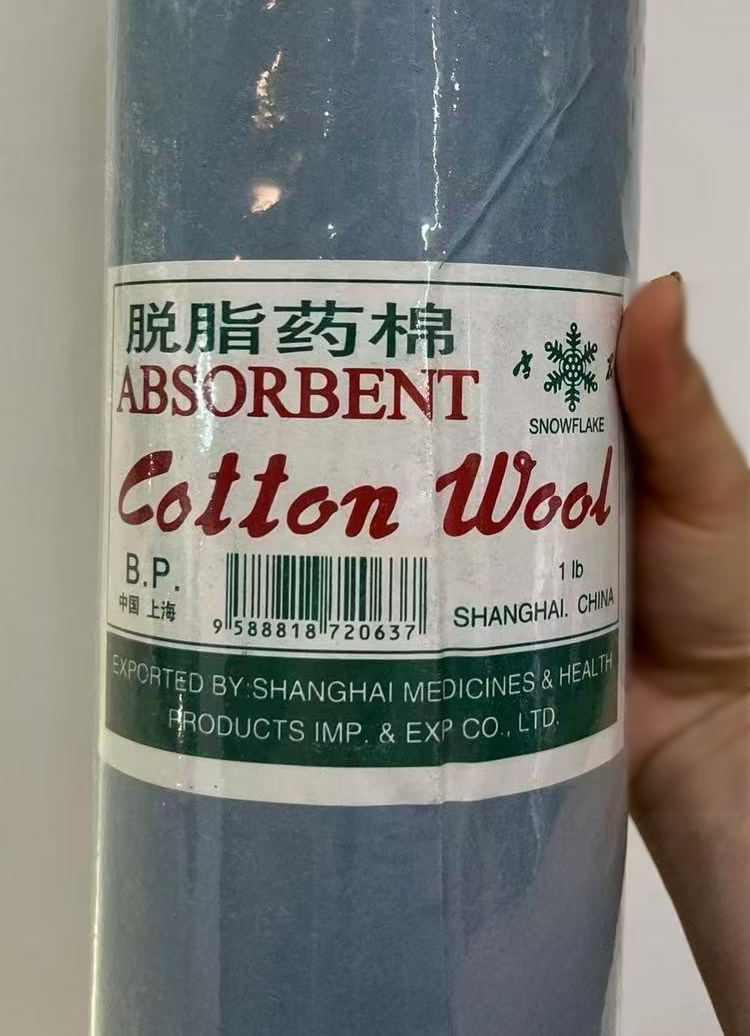 脱脂药棉
ABSORBENT
SNOWFLAKE
Cotton Wool
B.P.
中国 上海
9 588818 720637
1 lb
SHANGHAI. CHINA
EXPORTED BY:SHANGHAI MEDICINES & HEALTH
PRODUCTS IMP. & EXP CO., LTD.